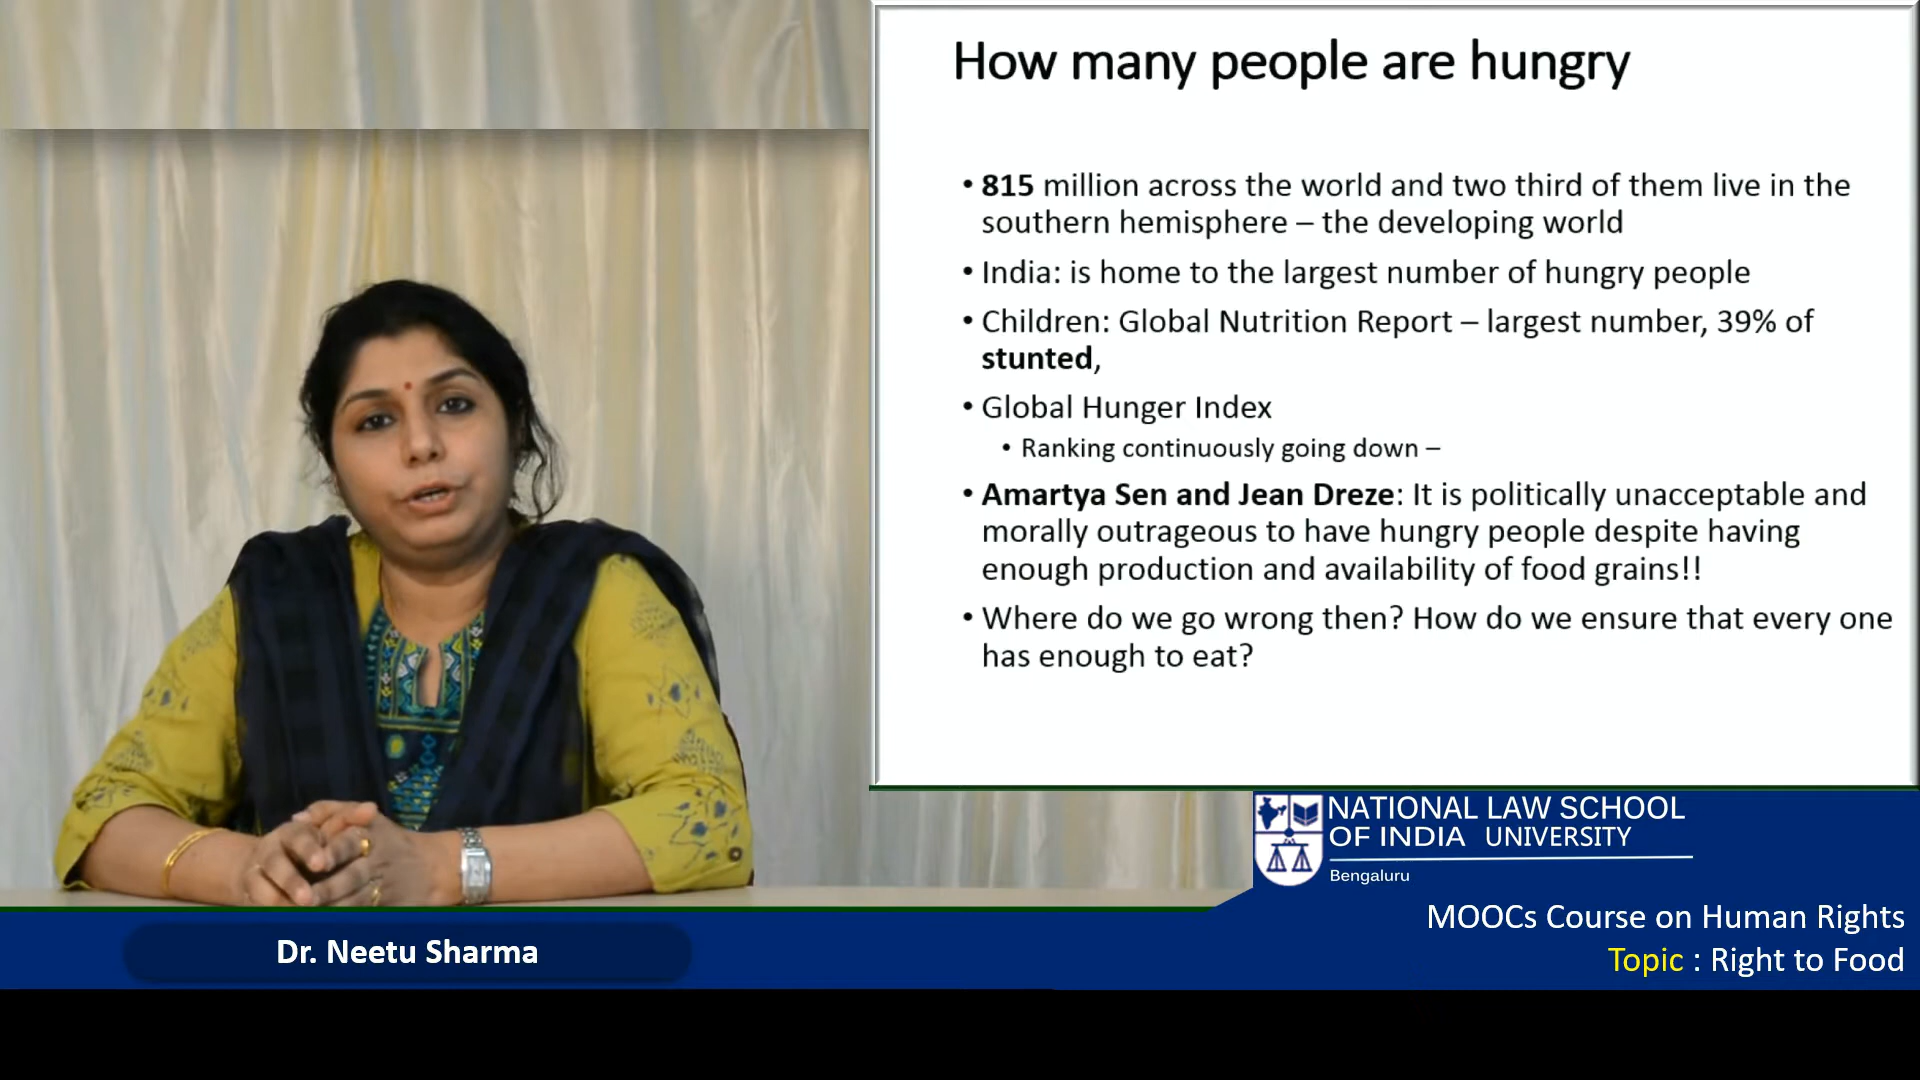 How many people are hungry
• 815 million across the world and two third of them live in the
southern hemisphere – the developing world
• India: is home to the largest number of hungry people
• Children: Global Nutrition Report – largest number, 39% of
stunted,
• Global Hunger Index
• Ranking continuously going down –
• Amartya Sen and Jean Dreze: It is politically unacceptable and
morally outrageous to have hungry people despite having
enough production and availability of food grains!!
• Where do we go wrong then? How do we ensure that every one
has enough to eat?
NATIONAL LAW SCHOOL
OF INDIA UNIVERSITY
Bengaluru
MOOCs Course on Human Rights
Topic : Right to Food
Dr. Neetu Sharma